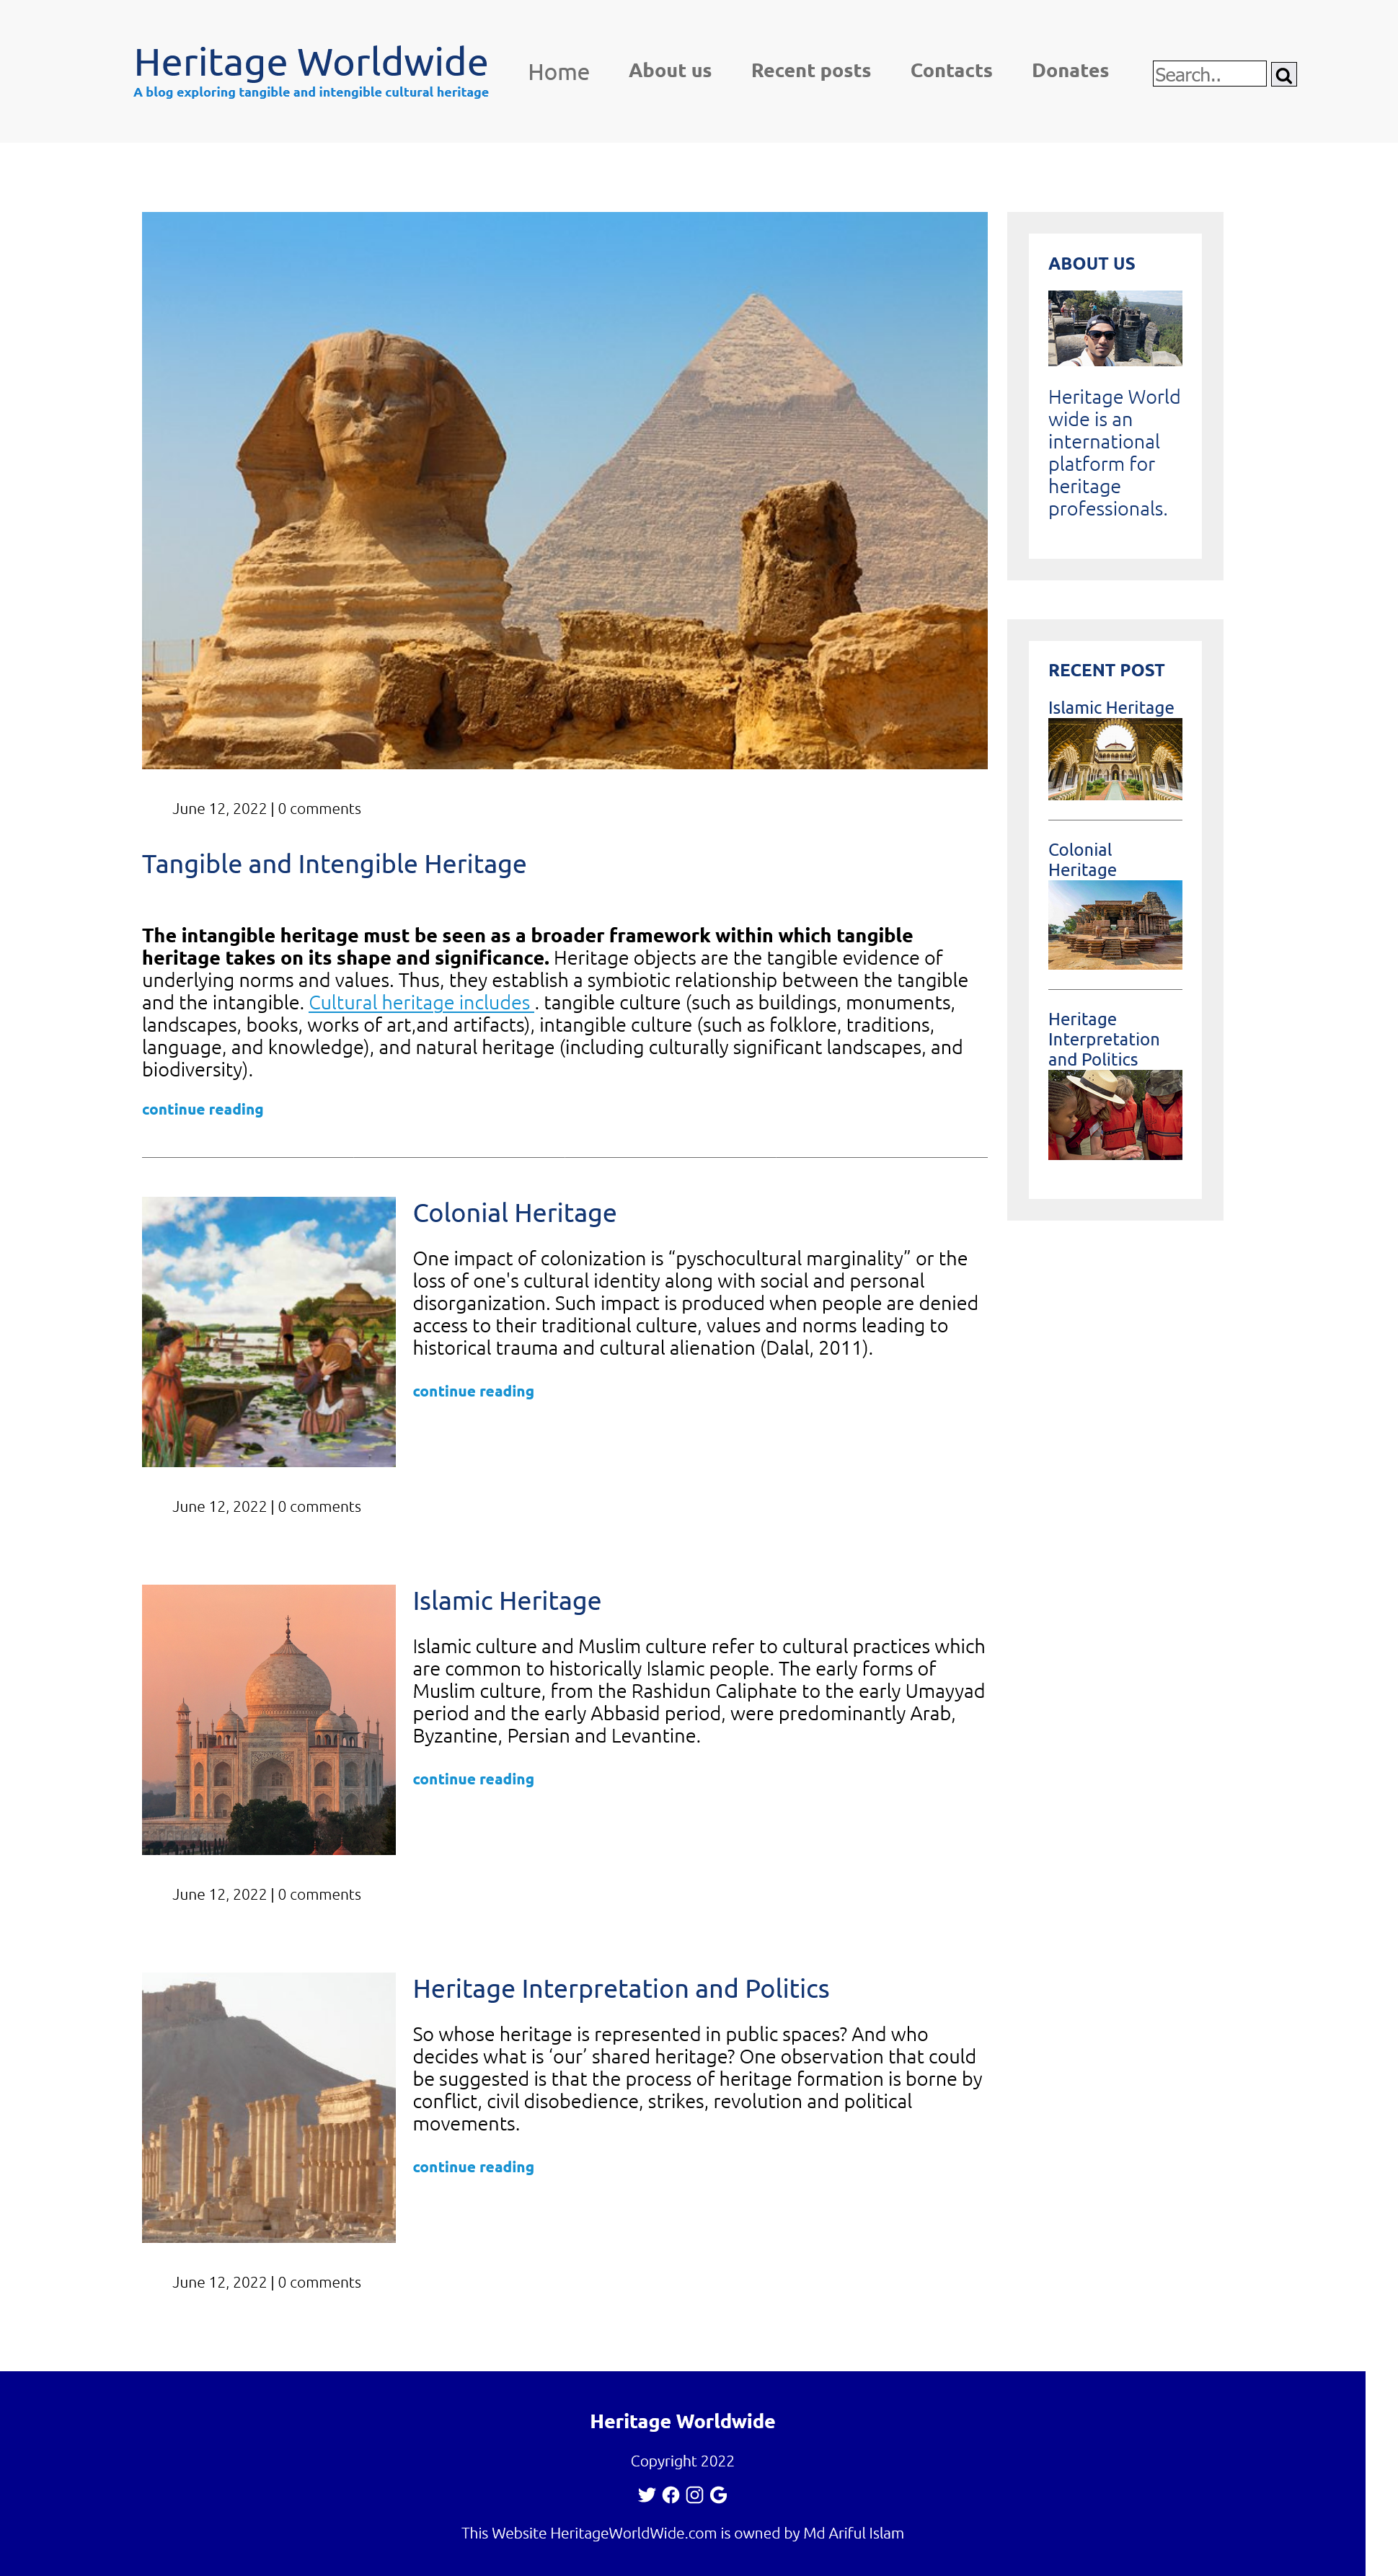 Heritage Worldwide
A blog exploring tangible and intengible cultural heritage
Home
About us
Recent posts
Contacts
Donates
Search..
June 12, 2022 | 0 comments
Tangible and Intengible Heritage
The intangible heritage must be seen as a broader framework within which tangible
heritage takes on its shape and significance. Heritage objects are the tangible evidence of
underlying norms and values. Thus, they establish a symbiotic relationship between the tangible
and the intangible. Cultural heritage includes . tangible culture (such as buildings, monuments,
landscapes, books, works of art,and artifacts), intangible culture (such as folklore, traditions,
language, and knowledge), and natural heritage (including culturally significant landscapes, and
biodiversity).
continue reading
Colonial Heritage
One impact of colonization is “pyschocultural marginality” or the
loss of one's cultural identity along with social and personal
disorganization. Such impact is produced when people are denied
access to their traditional culture, values and norms leading to
historical trauma and cultural alienation (Dalal, 2011).
continue reading
June 12, 2022 | 0 comments
Islamic Heritage
Islamic culture and Muslim culture refer to cultural practices which
are common to historically Islamic people. The early forms of
Muslim culture, from the Rashidun Caliphate to the early Umayyad
period and the early Abbasid period, were predominantly Arab,
Byzantine, Persian and Levantine.
continue reading
June 12, 2022 | 0 comments
Heritage Interpretation and Politics
So whose heritage is represented in public spaces? And who
decides what is ‘our’ shared heritage? One observation that could
be suggested is that the process of heritage formation is borne by
conflict, civil disobedience, strikes, revolution and political
movements.
continue reading
June 12, 2022 | 0 comments
ABOUT US
Heritage World
wide is an
international
platform for
heritage
professionals.
RECENT POST
Islamic Heritage
Colonial
Heritage
Heritage
Interpretation
and Politics
Heritage Worldwide
Copyright 2022
This Website HeritageWorldWide.com is owned by Md Ariful Islam